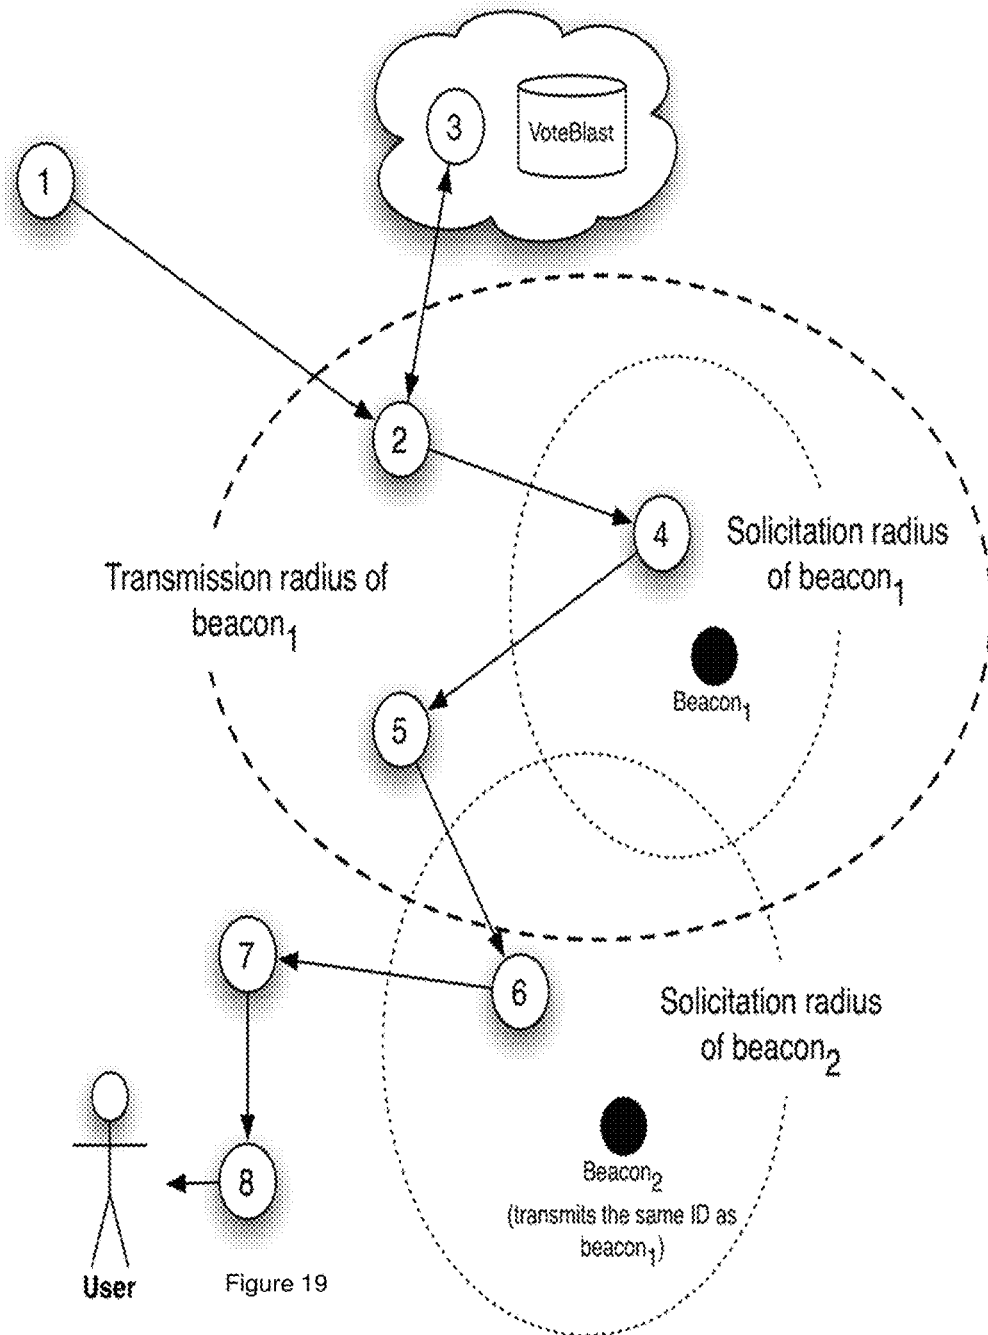 3
VoteBlast
1
2
4
Solicitation radius
of beacon1
Transmission radius of
beacon1
Beacon1
5
7
6
Solicitation radius
of beacon2
8
Beacon2
(transmits the same ID as
beacon1)
User
Figure 19